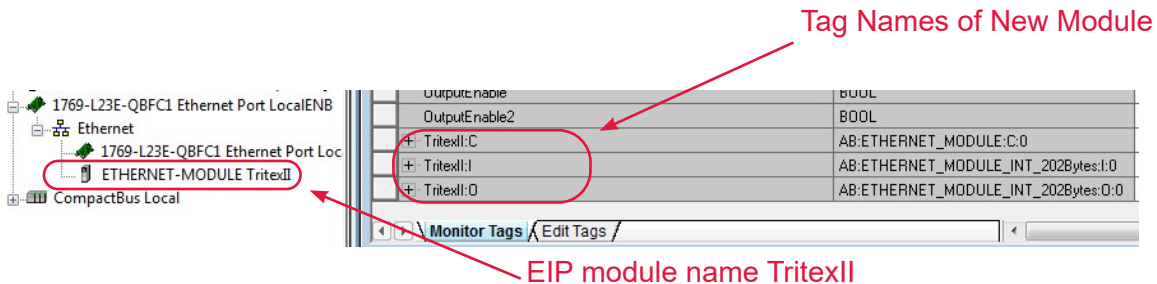 Tag Names of New Module
1769-L23E-QBFC1 Ethernet Port LocalENB
Ethernet
1769-L23E-QBFC1 Ethernet Port Loc
ETHERNET-MODULE TritexII
CompactBus Local
OutputEnable BOOL
OutputEnable2 BOOL
TritexII:C AB:ETHERNET_MODULE:C:0
TritexII:I AB:ETHERNET_MODULE_INT_202Bytes:I:0
TritexII:O AB:ETHERNET_MODULE_INT_202Bytes:O:0
Monitor Tags Edit Tags
EIP module name TritexII